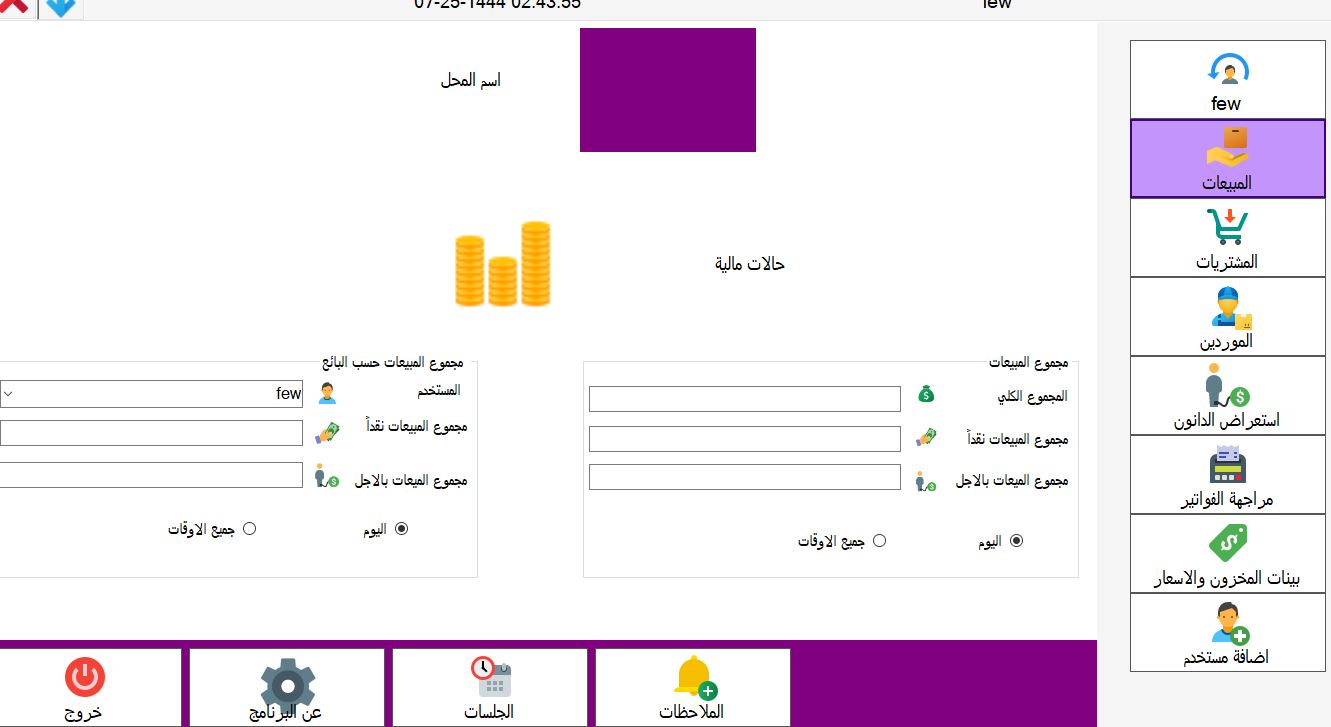 07-25-1444 02:43:55
few
اسم المحل
حالات مالية
few
المبيعات
المشتريات
الموردين
استعراض الدائنون
مراجهة الفواتير
بينات المخزون والاسعار
اضافة مستخدم
مجموع المبيعات
المجموع الكلي
مجموع المبيعات نقداً
مجموع الميعات بالاجل
اليوم
جميع الاوقات
مجموع المبيعات حسب البائع
المستخدم
few
مجموع المبيعات نقداً
مجموع الميعات بالاجل
اليوم
جميع الاوقات
الملاحظات
الجلسات
عن البرنامج
خروج